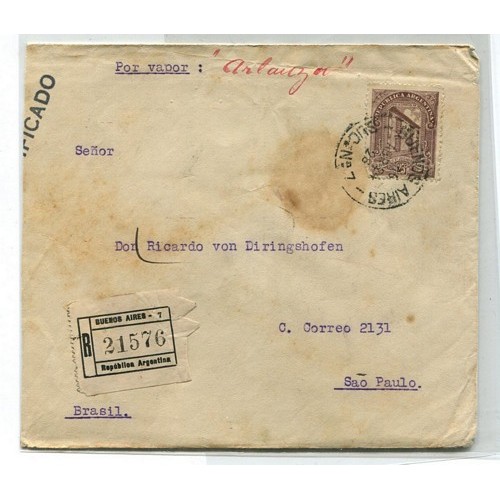 Por vapor : "Arlanza"
IFICADO
REPUBLICA ARGENTINA
Señor
BUENOS AIRES
Don Ricardo von Diringshofen
BUENOS AIRES - 7
R 21576
República Argentina
C. Correo 2131
São Paulo.
Brasil.